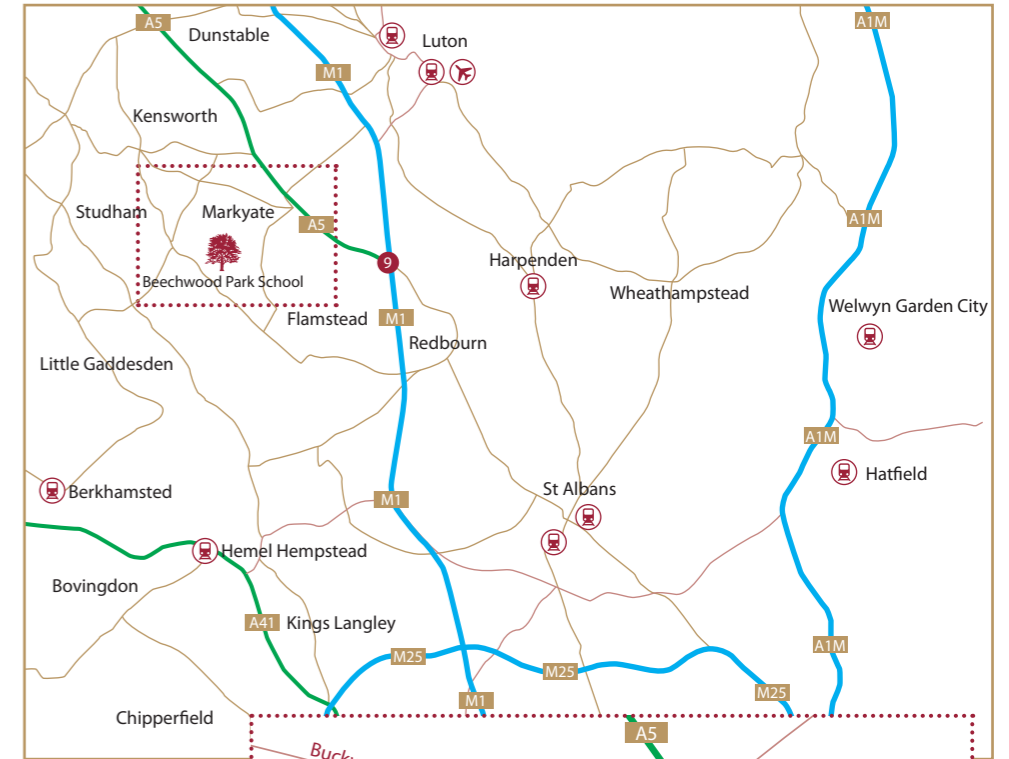 A5
Dunstable
A1M
Luton
M1
Kensworth
Studham
Markyate
A5
A1M
Beechwood Park School
9
Harpenden
Wheathampstead
Flamstead
M1
Welwyn Garden City
Redbourn
Little Gaddesden
A1M
Berkhamsted
M1
St Albans
Hatfield
Hemel Hempstead
Bovingdon
A41
Kings Langley
A1M
M25
M25
M25
M1
Chipperfield
A5